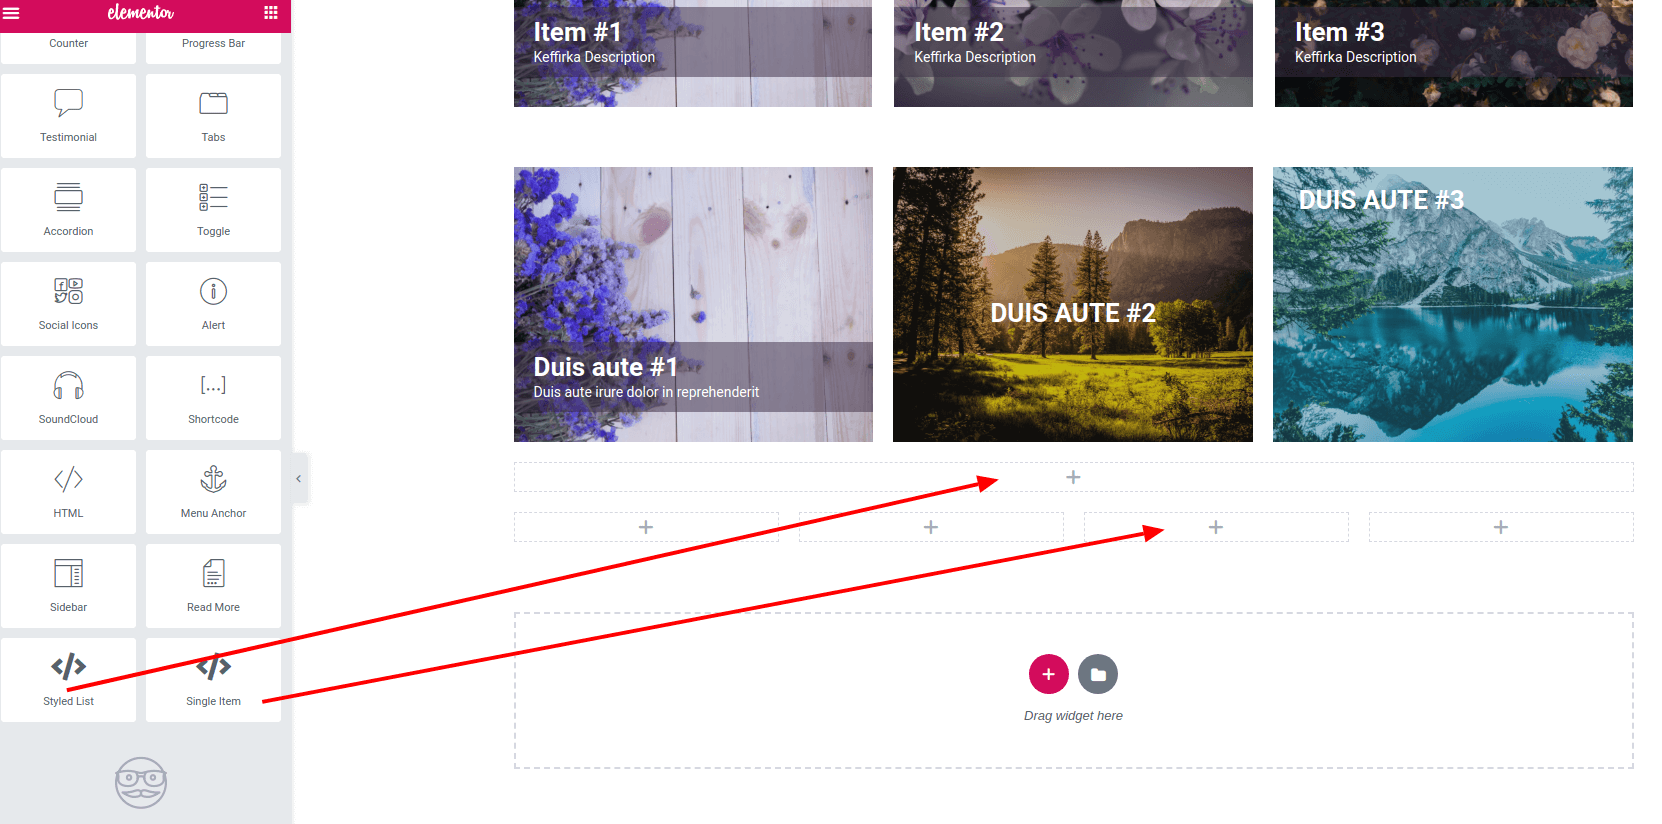 elementor
Counter
Progress Bar
Testimonial
Tabs
Accordion
Toggle
Social Icons
Alert
SoundCloud
Shortcode
HTML
Menu Anchor
Sidebar
Read More
Styled List
Single Item
Item #1
Keffirka Description
Item #2
Keffirka Description
Item #3
Keffirka Description
Duis aute #1
Duis aute irure dolor in reprehenderit
DUIS AUTE #2
DUIS AUTE #3
Drag widget here